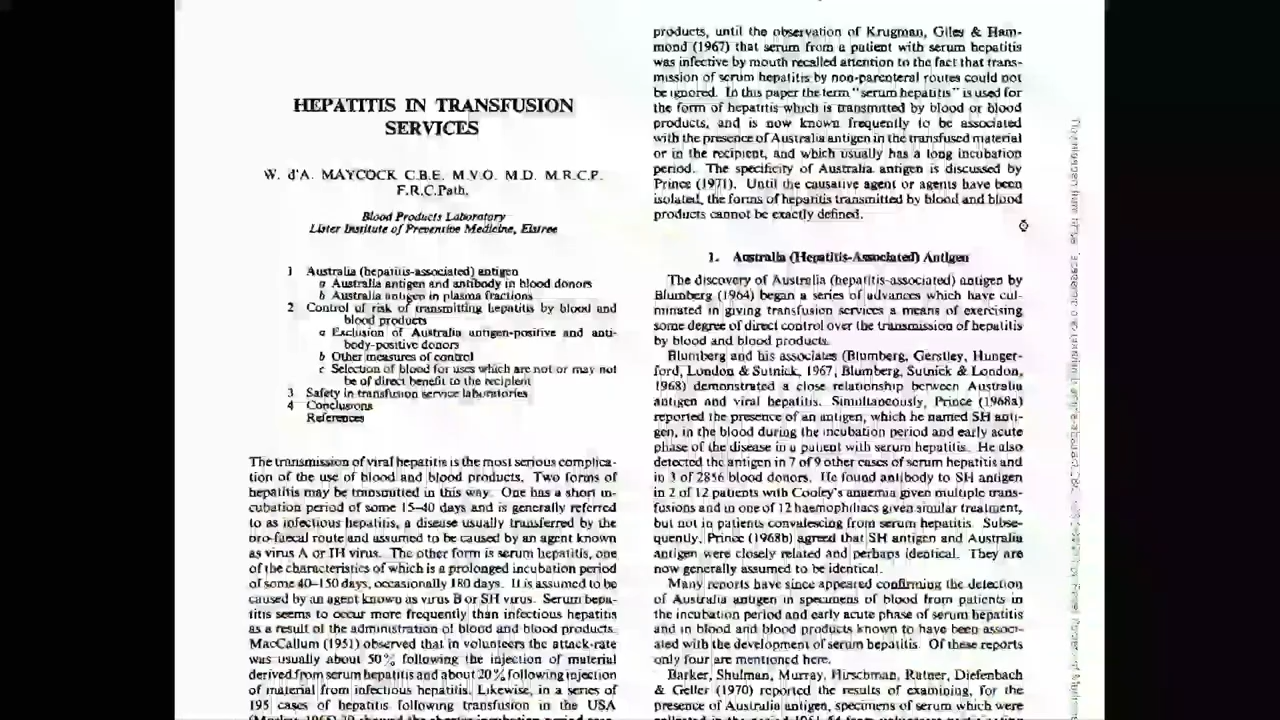 HEPATITIS IN TRANSFUSION
SERVICES
W. d'A. MAYCOCK C.B.E. M.V.O. M.D. M.R.C.P.
F.R.C.Path.
Blood Products Laboratory
Lister Institute of Preventive Medicine, Elstree
1 Australia (hepatitis-associated) antigen
a Australia antigen and antibody in blood donors
b Australia antigen in plasma fractions
2 Control of risk of transmitting hepatitis by blood and
blood products
a Exclusion of Australia antigen-positive and anti-
body-positive donors
b Other measures of control
c Selection of blood for uses which are not or may not
be of direct benefit to the recipient
3 Safety in transfusion service laboratories
4 Conclusions
References
The transmission of viral hepatitis is the most serious complica-
tion of the use of blood and blood products. Two forms of
hepatitis may be transmitted in this way. One has a short in-
cubation period of some 15–40 days and is generally referred
to as infectious hepatitis, a disease usually transferred by the
oro-faecal route and assumed to be caused by an agent known
as virus A or IH virus. The other form is serum hepatitis, one
of the characteristics of which is a prolonged incubation period
of some 40–150 days, occasionally 180 days. It is assumed to be
caused by an agent known as virus B or SH virus. Serum hepa-
titis seems to occur more frequently than infectious hepatitis
as a result of the administration of blood and blood products.
MacCallum (1951) observed that in volunteers the attack-rate
was usually about 50% following the injection of material
derived from serum hepatitis and about 20% following injection
of material from infectious hepatitis. Likewise, in a series of
195 cases of hepatitis following transfusion in the USA
products, until the observation of Krugman, Giles & Ham-
mond (1967) that serum from a patient with serum hepatitis
was infective by mouth recalled attention to the fact that trans-
mission of serum hepatitis by non-parenteral routes could not
be ignored. In this paper the term "serum hepatitis" is used for
the form of hepatitis which is transmitted by blood or blood
products, and is now known frequently to be associated
with the presence of Australia antigen in the transfused material
or in the recipient, and which usually has a long incubation
period. The specificity of Australia antigen is discussed by
Prince (1971). Until the causative agent or agents have been
isolated, the forms of hepatitis transmitted by blood and blood
products cannot be exactly defined.
1. Australia (Hepatitis-Associated) Antigen
The discovery of Australia (hepatitis-associated) antigen by
Blumberg (1964) began a series of advances which have cul-
minated in giving transfusion services a means of exercising
some degree of direct control over the transmission of hepatitis
by blood and blood products.
Blumberg and his associates (Blumberg, Gerstley, Hunger-
ford, London & Sutnick, 1967, Blumberg, Sutnick & London,
1968) demonstrated a close relationship between Australia
antigen and viral hepatitis. Simultaneously, Prince (1968a)
reported the presence of an antigen, which he named SH anti-
gen, in the blood during the incubation period and early acute
phase of the disease in a patient with serum hepatitis. He also
detected the antigen in 7 of 9 other cases of serum hepatitis and
in 3 of 2856 blood donors. He found antibody to SH antigen
in 2 of 12 patients with Cooley's anaemia given multiple trans-
fusions and in one of 12 haemophiliacs given similar treatment,
but not in patients convalescing from serum hepatitis. Subse-
quently, Prince (1968b) agreed that SH antigen and Australia
antigen were closely related and perhaps identical. They are
now generally assumed to be identical.
Many reports have since appeared confirming the detection
of Australia antigen in specimens of blood from patients in
the incubation period and early acute phase of serum hepatitis
and in blood and blood products known to have been associ-
ated with the development of serum hepatitis. Of these reports
only four are mentioned here.
Barker, Shulman, Murray, Hirschman, Ratner, Diefenbach
& Geller (1970) reported the results of examining, for the
presence of Australia antigen, specimens of serum which were